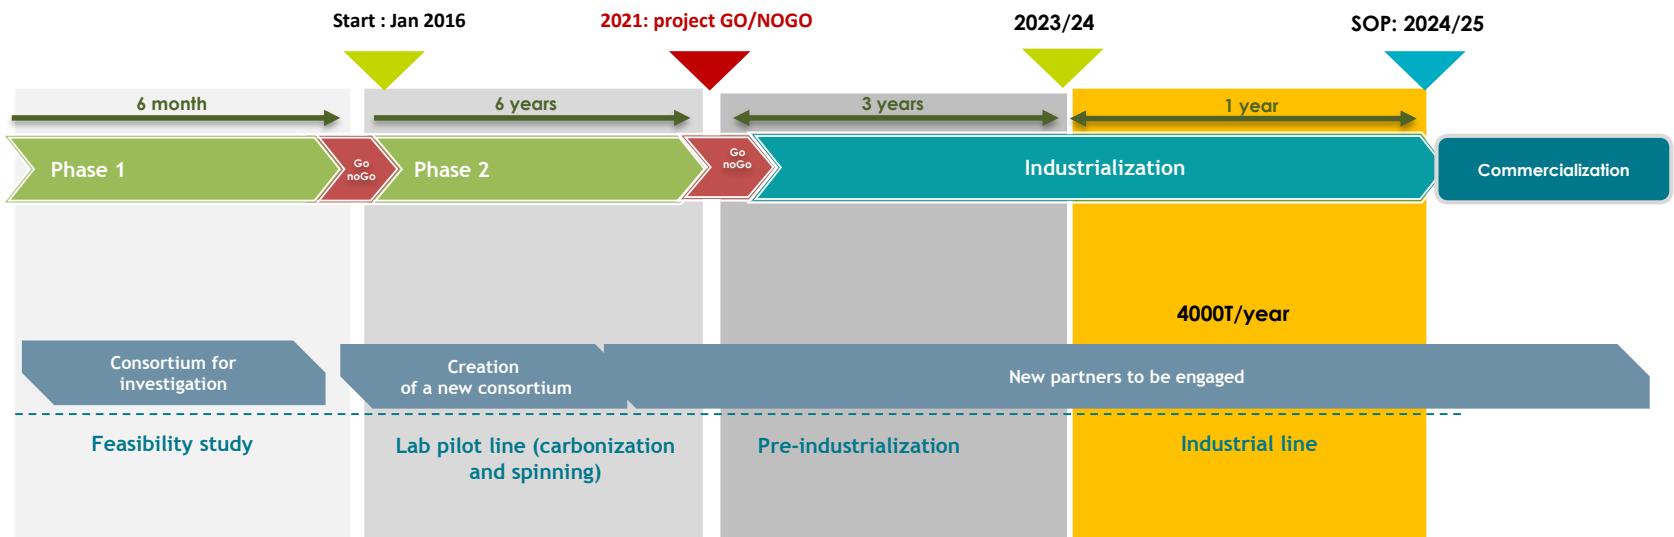 Start : Jan 2016
2021: project GO/NOGO
2023/24
SOP: 2024/25
6 month
6 years
3 years
1 year
Phase 1
Go
noGo
Phase 2
Go
noGo
Industrialization
Commercialization
4000T/year
Consortium for
investigation
Creation
of a new consortium
New partners to be engaged
Feasibility study
Lab pilot line (carbonization
and spinning)
Pre-industrialization
Industrial line